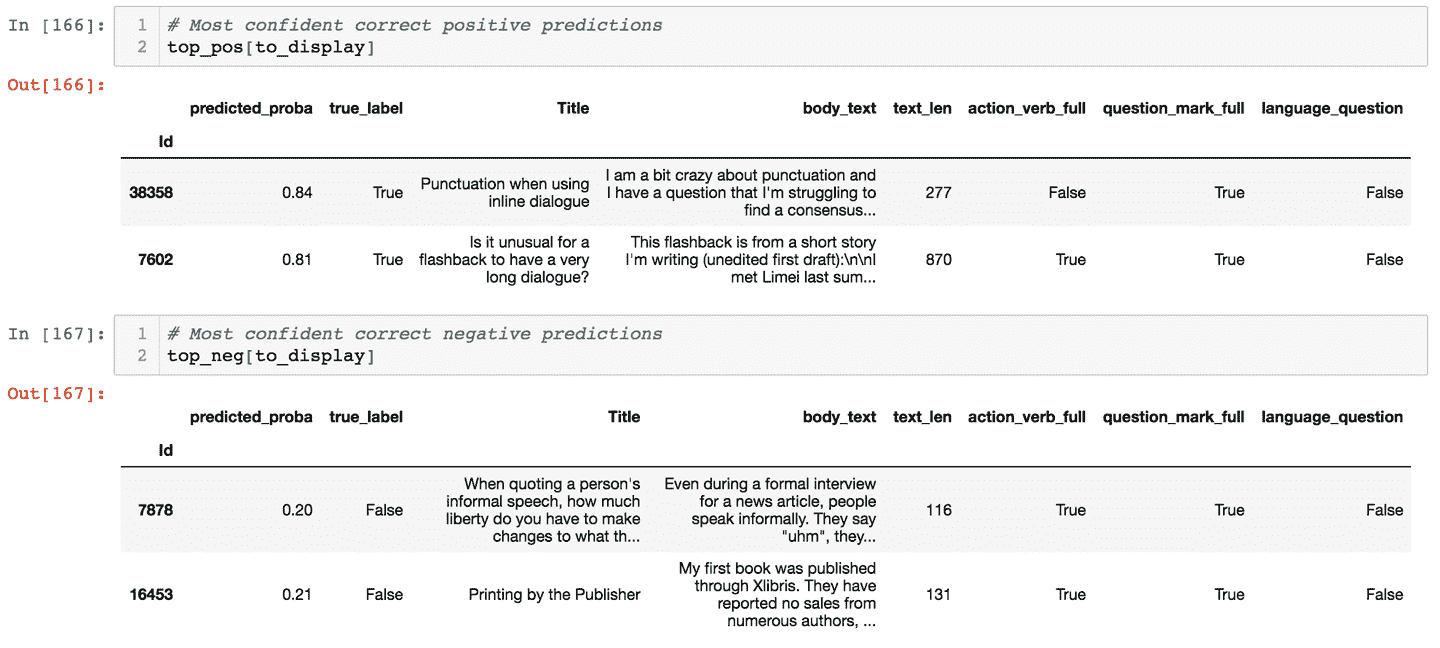 In [166]:
1 # Most confident correct positive predictions
2 top_pos[to_display]
Out[166]:
predicted_proba true_label Title body_text text_len action_verb_full question_mark_full language_question
Id
38358 0.84 True Punctuation when using inline dialogue I am a bit crazy about punctuation and I have a question that I'm struggling to find a consensus... 277 False True False
7602 0.81 True Is it unusual for a flashback to have a very long dialogue? This flashback is from a short story I'm writing (unedited first draft):\n\nI met Limei last sum... 870 True True False
In [167]:
1 # Most confident correct negative predictions
2 top_neg[to_display]
Out[167]:
predicted_proba true_label Title body_text text_len action_verb_full question_mark_full language_question
Id
7878 0.20 False When quoting a person's informal speech, how much liberty do you have to make changes to what th... Even during a formal interview for a news article, people speak informally. They say "uhm", they... 116 True True False
16453 0.21 False Printing by the Publisher My first book was published through Xlibris. They have reported no sales from numerous authors, ... 131 True True False